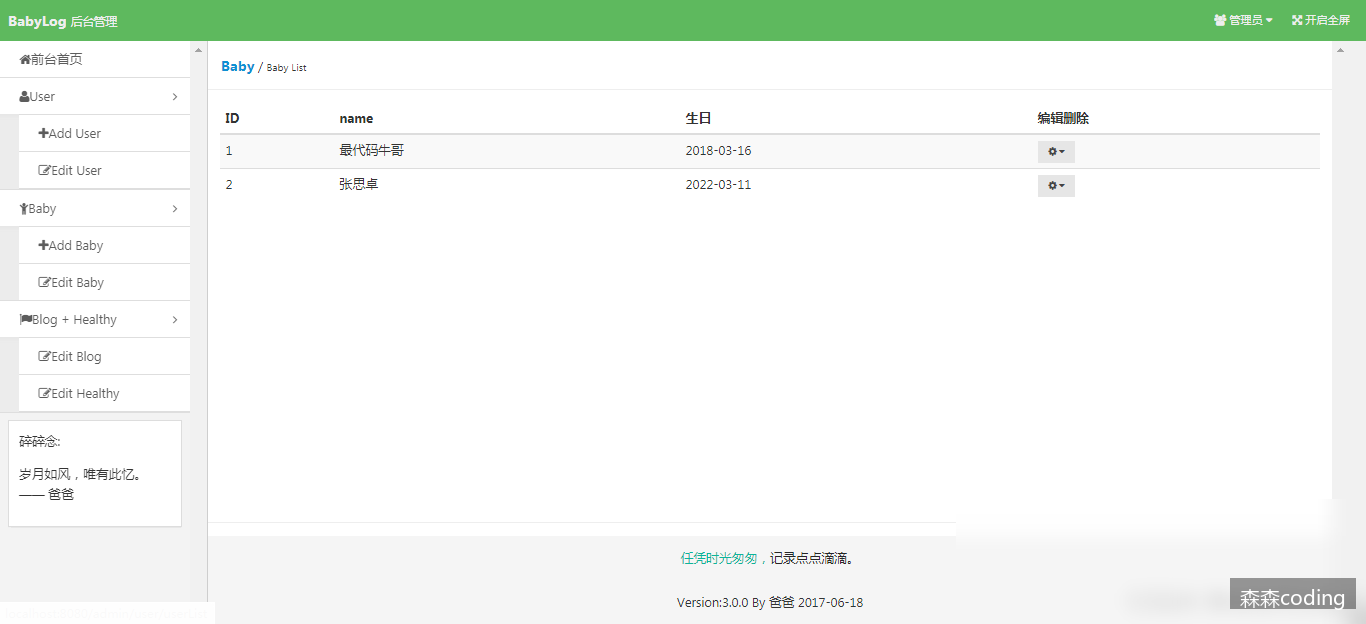 BabyLog 后台管理
管理员
开启全屏
前台首页
User
Add User
Edit User
Baby
Add Baby
Edit Baby
Blog + Healthy
Edit Blog
Edit Healthy
碎碎念:
岁月如风，唯有此忆。
—— 爸爸
Baby / Baby List
ID name 生日 编辑删除
1 最代码牛哥 2018-03-16
2 张思卓 2022-03-11
任凭时光匆匆，记录点点滴滴。
Version:3.0.0 By 爸爸 2017-06-18
森森coding